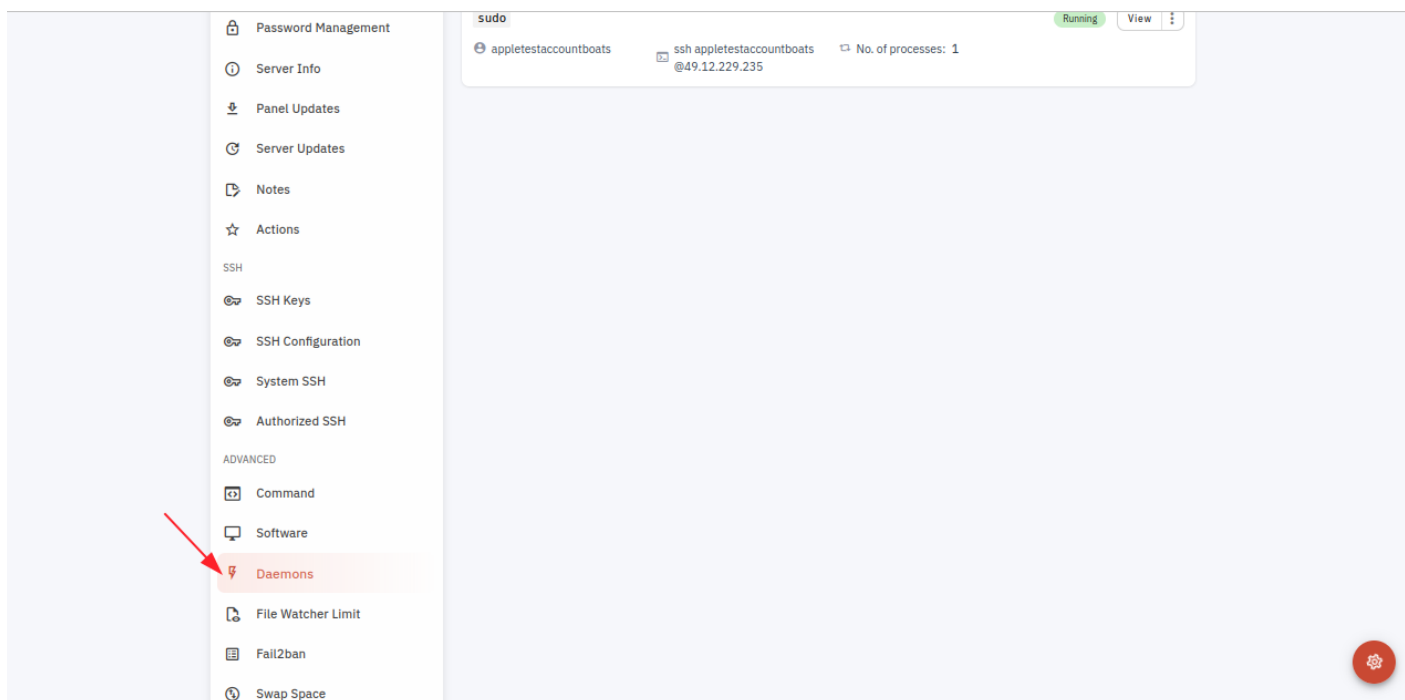 Password Management
Server Info
Panel Updates
Server Updates
Notes
Actions
SSH
SSH Keys
SSH Configuration
System SSH
Authorized SSH
ADVANCED
Command
Software
Daemons
File Watcher Limit
Fail2ban
Swap Space
sudo
Running
View
appletestaccountboats
ssh appletestaccountboats
@49.12.229.235
No. of processes: 1